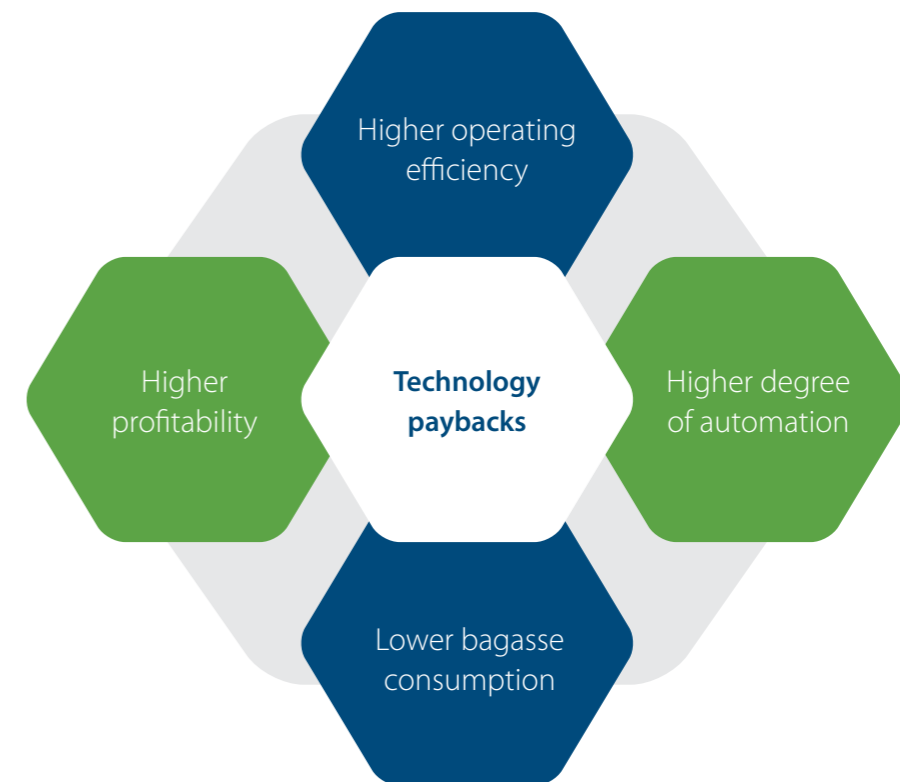 Higher operating
efficiency
Higher
profitability
Technology
paybacks
Higher degree
of automation
Lower bagasse
consumption